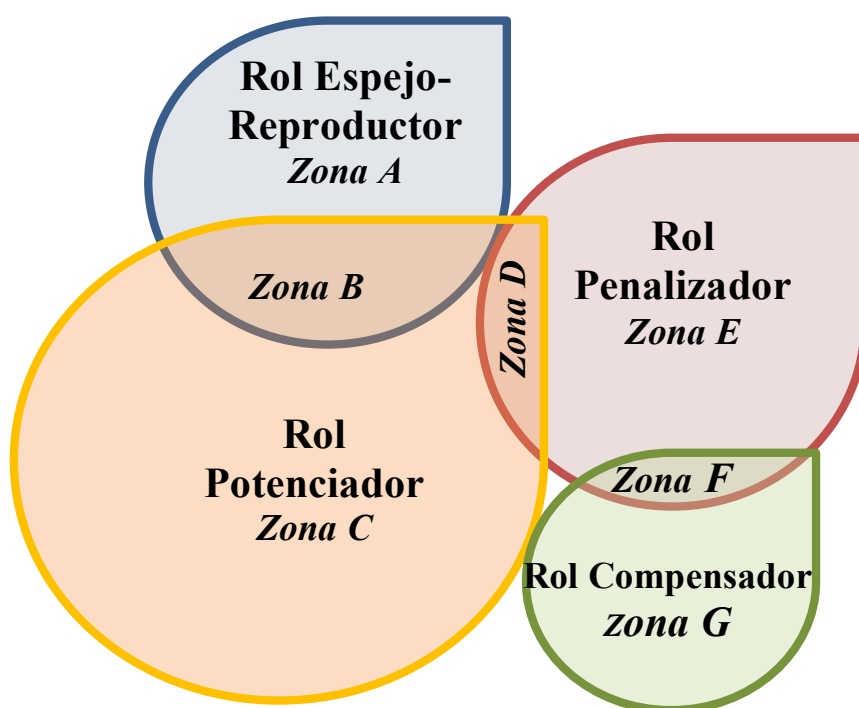 Rol Espejo-
Reproductor
Zona A
Zona B
Rol
Potenciador
Zona C
Zona D
Rol
Penalizador
Zona E
Zona F
Rol Compensador
zona G